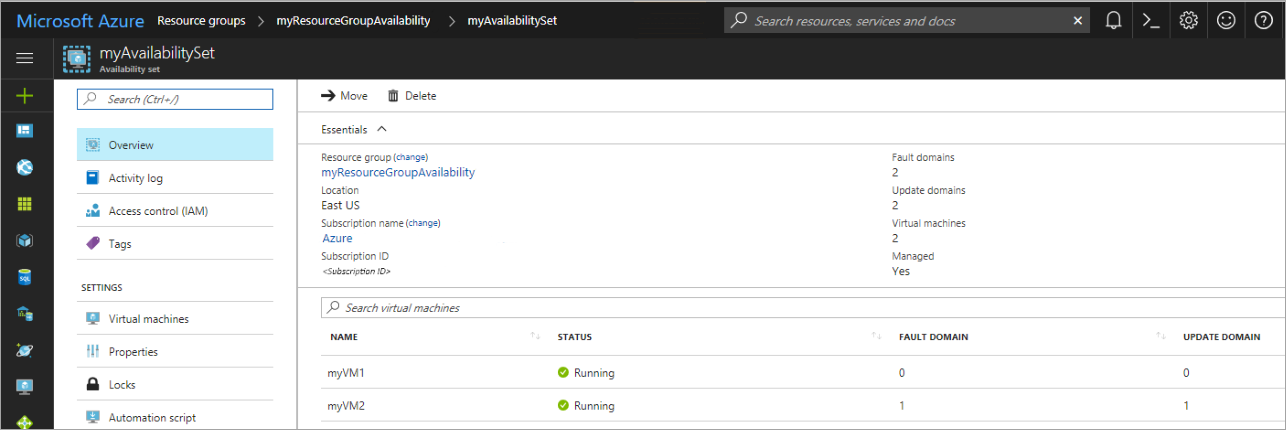 Microsoft Azure Resource groups > myResourceGroupAvailability > myAvailabilitySet Search resources, services and docs
myAvailabilitySet
Availability set
Search (Ctrl+/)
Overview
Activity log
Access control (IAM)
Tags
SETTINGS
Virtual machines
Properties
Locks
Automation script
Move Delete
Essentials
Resource group (change)
myResourceGroupAvailability
Location
East US
Subscription name (change)
Azure
Subscription ID
<Subscription ID>
Fault domains
2
Update domains
2
Virtual machines
2
Managed
Yes
Search virtual machines
NAME STATUS FAULT DOMAIN UPDATE DOMAIN
myVM1 Running 0 0
myVM2 Running 1 1
SQL